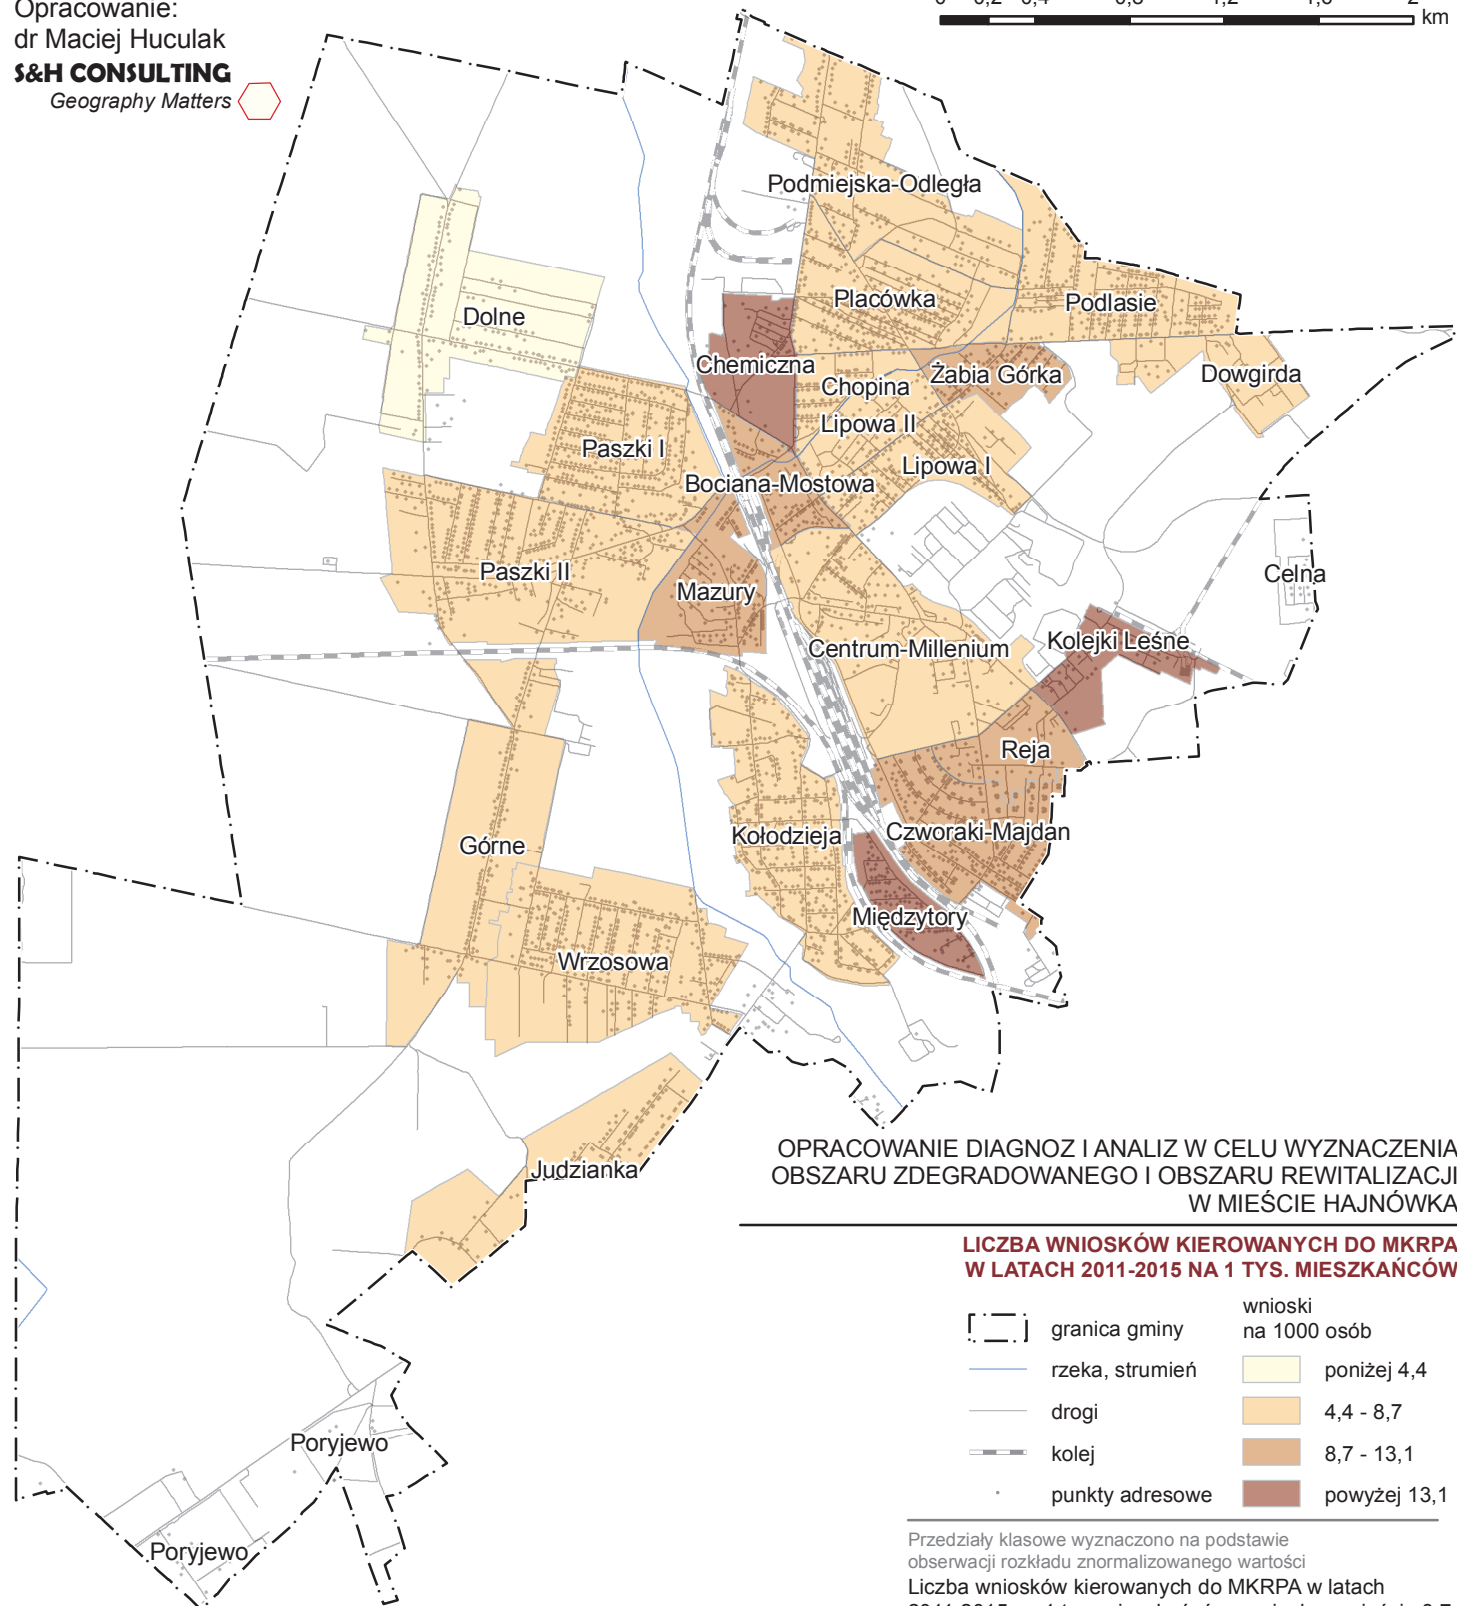 Opracowanie:
dr Maciej Huculak
S&H CONSULTING
Geography Matters
km
Podmiejska-Odległa
Placówka
Podlasie
Dolne
Chemiczna
Chopina
Żabia Górka
Dowgirda
Lipowa II
Paszki I
Lipowa I
Bociana-Mostowa
Paszki II
Mazury
Celna
Centrum-Millenium
Kolejki Leśne
Reja
Górne
Kołodzieja
Czworaki-Majdan
Międzytory
Wrzosowa
Judzianka
Poryjewo
Poryjewo
OPRACOWANIE DIAGNOZ I ANALIZ W CELU WYZNACZENIA
OBSZARU ZDEGRADOWANEGO I OBSZARU REWITALIZACJI
W MIEŚCIE HAJNÓWKA
LICZBA WNIOSKÓW KIEROWANYCH DO MKRPA
W LATACH 2011-2015 NA 1 TYS. MIESZKAŃCÓW
wnioski
na 1000 osób
granica gminy
rzeka, strumień
poniżej 4,4
drogi
4,4 - 8,7
kolej
8,7 - 13,1
punkty adresowe
powyżej 13,1
Przedziały klasowe wyznaczono na podstawie
obserwacji rozkładu znormalizowanego wartości
Liczba wniosków kierowanych do MKRPA w latach